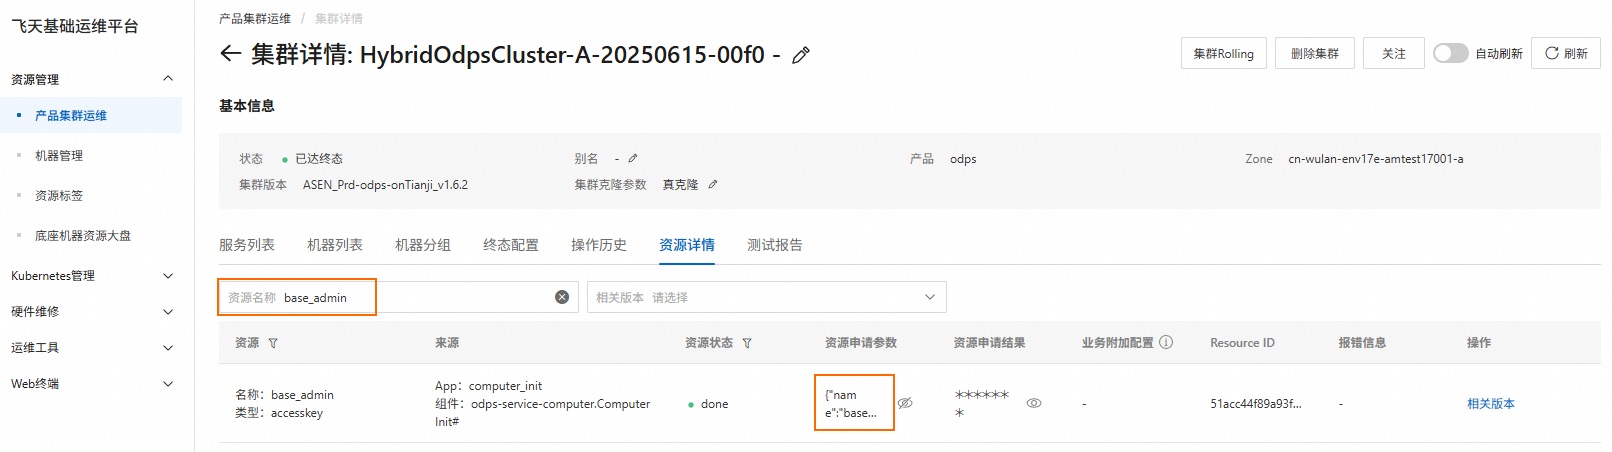 飞天基础运维平台
资源管理
产品集群运维
机器管理
资源标签
底座机器资源大盘
Kubernetes管理
硬件维修
运维工具
Web终端
产品集群运维 / 集群详情
集群详情: HybridOdpsCluster-A-20250615-00f0 -
集群Rolling 删除集群 关注 自动刷新 刷新
基本信息
状态 已达终态 别名 - 产品 odps Zone cn-wulan-env17e-amtest17001-a
集群版本 ASEN_Prd-odps-onTianji_v1.6.2 集群克隆参数 真克隆
服务列表 机器列表 机器分组 终态配置 操作历史 资源详情 测试报告
资源名称 base_admin 相关版本 请选择
资源 来源 资源状态 资源申请参数 资源申请结果 业务附加配置 Resource ID 报错信息 操作
名称：base_admin
类型：accesskey
App：computer_init
组件：odps-service-computer.Computer
Init#
done
{"nam
e":"base...
******
*
-
51acc44f89a93f...
-
相关版本